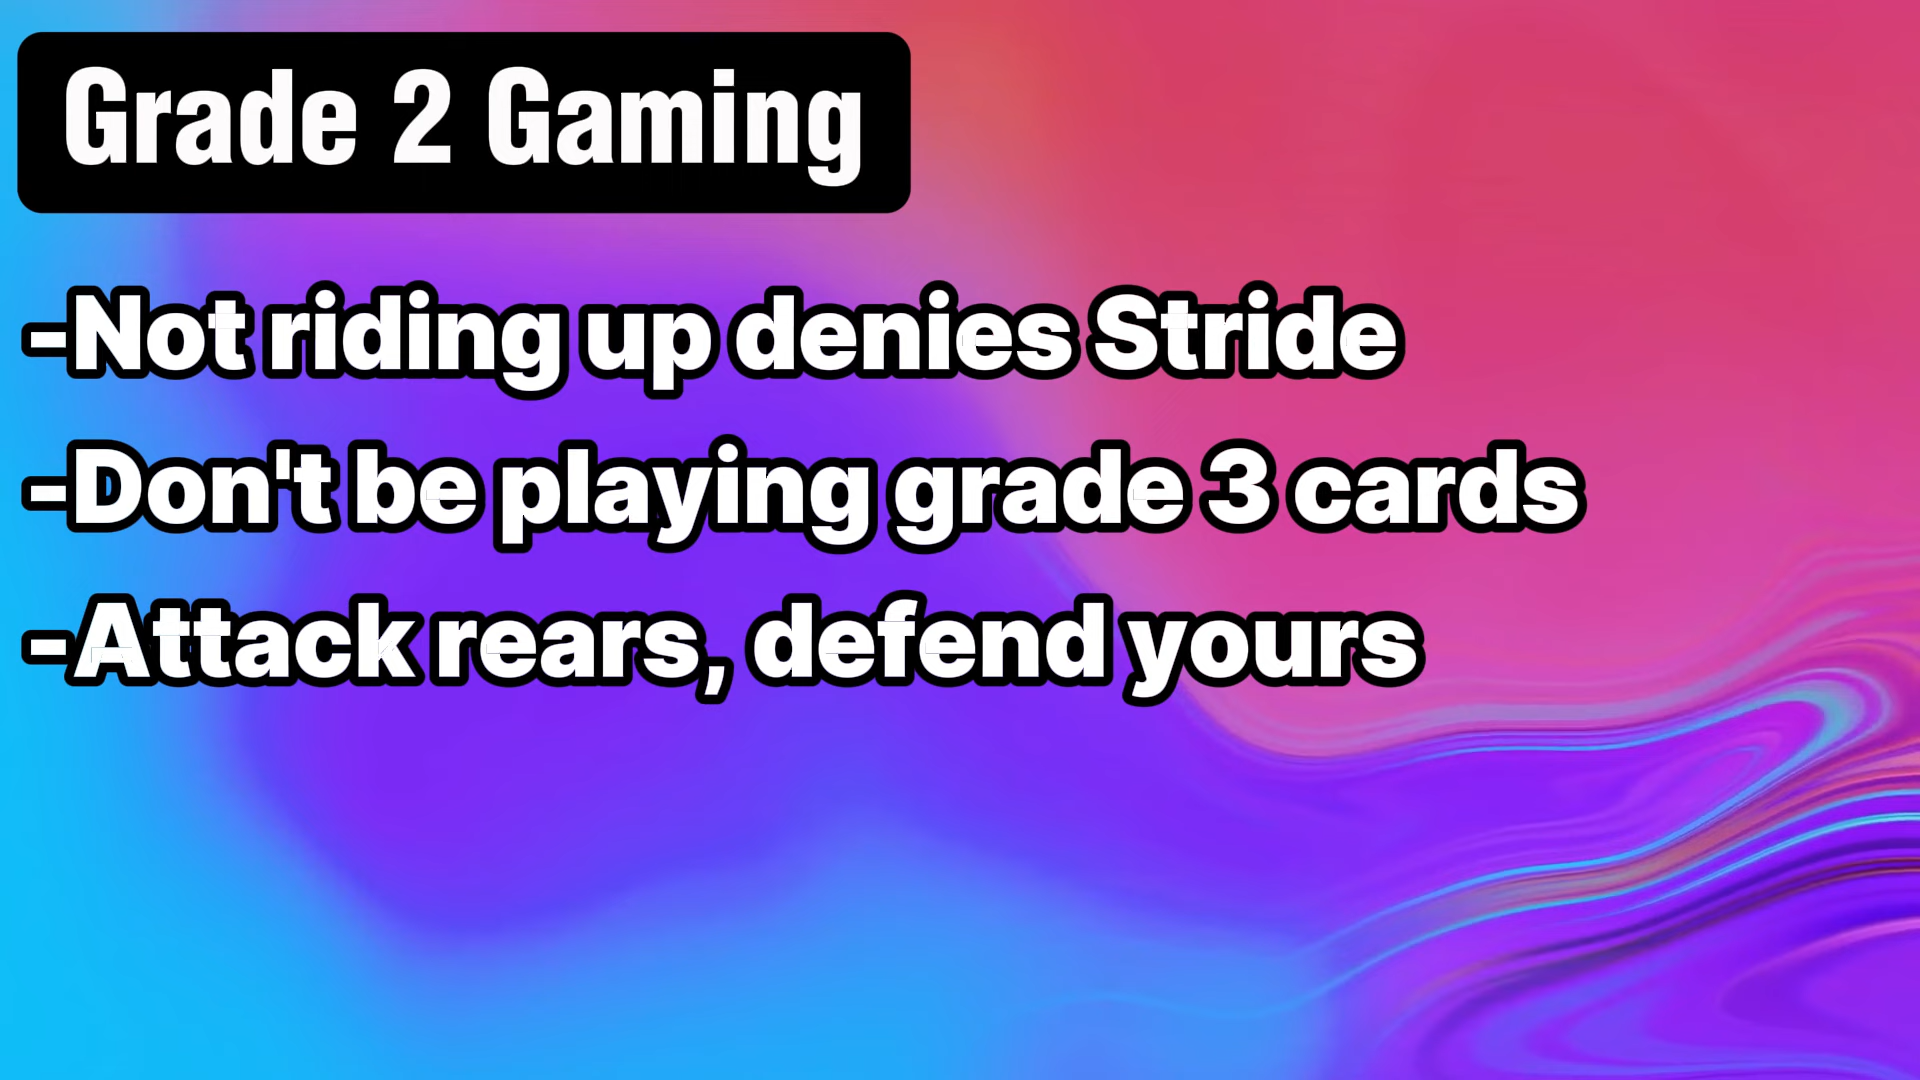 Grade 2 Gaming
-Not riding up denies Stride
-Don't be playing grade 3 cards
-Attack rears, defend yours